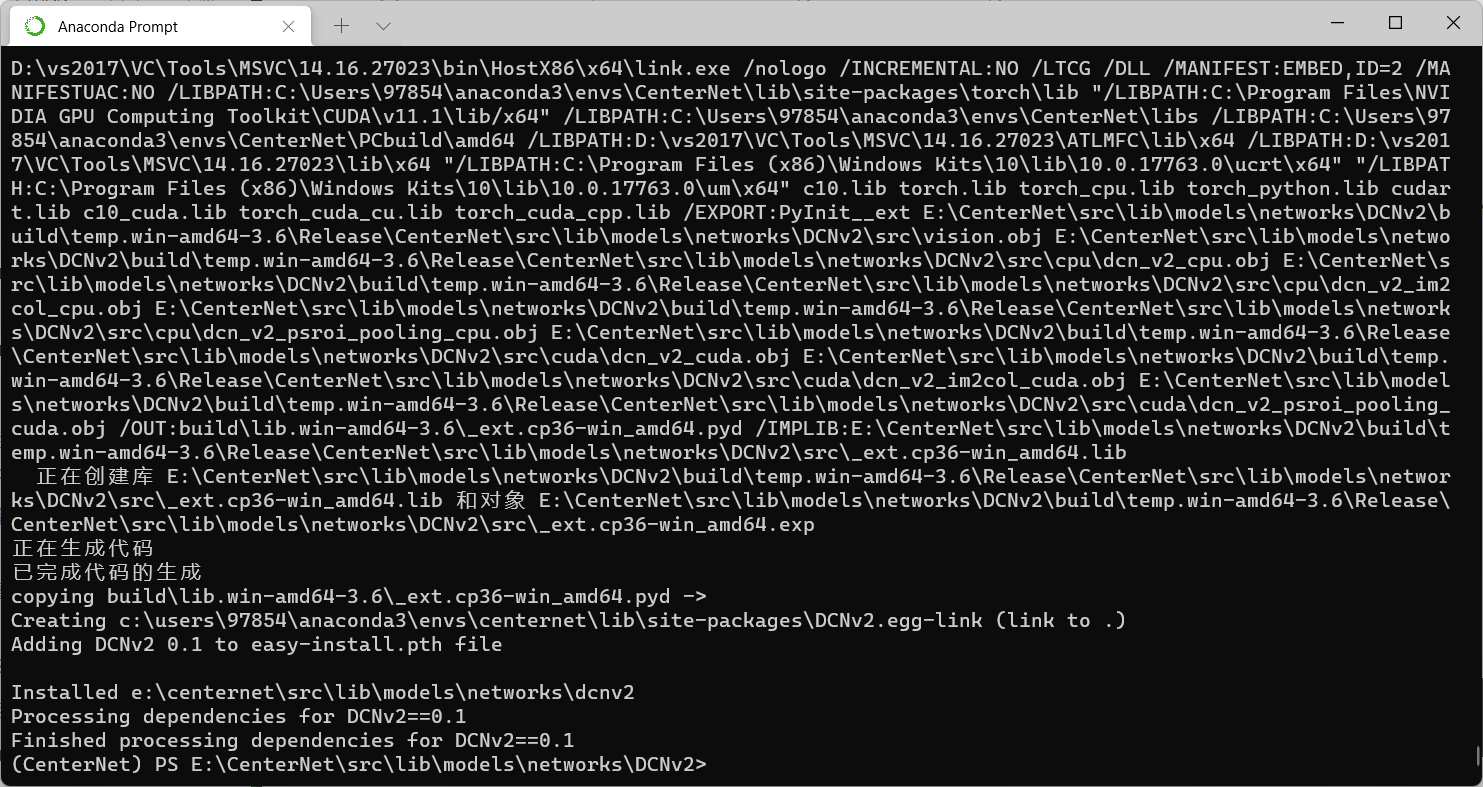 Anaconda Prompt
D:\vs2017\VC\Tools\MSVC\14.16.27023\bin\HostX86\x64\link.exe /nologo /INCREMENTAL:NO /LTCG /DLL /MANIFEST:EMBED,ID=2 /MA
NIFESTUAC:NO /LIBPATH:C:\Users\97854\anaconda3\envs\CenterNet\lib\site-packages\torch\lib "/LIBPATH:C:\Program Files\NVI
DIA GPU Computing Toolkit\CUDA\v11.1\lib/x64" /LIBPATH:C:\Users\97854\anaconda3\envs\CenterNet\libs /LIBPATH:C:\Users\97
854\anaconda3\envs\CenterNet\PCbuild\amd64 /LIBPATH:D:\vs2017\VC\Tools\MSVC\14.16.27023\ATLMFC\lib\x64 /LIBPATH:D:\vs201
7\VC\Tools\MSVC\14.16.27023\lib\x64 "/LIBPATH:C:\Program Files (x86)\Windows Kits\10\lib\10.0.17763.0\ucrt\x64" "/LIBPAT
H:C:\Program Files (x86)\Windows Kits\10\lib\10.0.17763.0\um\x64" c10.lib torch.lib torch_cpu.lib torch_python.lib cudar
t.lib c10_cuda.lib torch_cuda_cu.lib torch_cuda_cpp.lib /EXPORT:PyInit__ext E:\CenterNet\src\lib\models\networks\DCNv2\b
uild\temp.win-amd64-3.6\Release\CenterNet\src\lib\models\networks\DCNv2\src\vision.obj E:\CenterNet\src\lib\models\netwo
rks\DCNv2\build\temp.win-amd64-3.6\Release\CenterNet\src\lib\models\networks\DCNv2\src\cpu\dcn_v2_cpu.obj E:\CenterNet\s
rc\lib\models\networks\DCNv2\build\temp.win-amd64-3.6\Release\CenterNet\src\lib\models\networks\DCNv2\src\cpu\dcn_v2_im2
col_cpu.obj E:\CenterNet\src\lib\models\networks\DCNv2\build\temp.win-amd64-3.6\Release\CenterNet\src\lib\models\network
s\DCNv2\src\cpu\dcn_v2_psroi_pooling_cpu.obj E:\CenterNet\src\lib\models\networks\DCNv2\build\temp.win-amd64-3.6\Release
\CenterNet\src\lib\models\networks\DCNv2\src\cuda\dcn_v2_cuda.obj E:\CenterNet\src\lib\models\networks\DCNv2\build\temp.
win-amd64-3.6\Release\CenterNet\src\lib\models\networks\DCNv2\src\cuda\dcn_v2_im2col_cuda.obj E:\CenterNet\src\lib\model
s\networks\DCNv2\build\temp.win-amd64-3.6\Release\CenterNet\src\lib\models\networks\DCNv2\src\cuda\dcn_v2_psroi_pooling_
cuda.obj /OUT:build\lib.win-amd64-3.6\_ext.cp36-win_amd64.pyd /IMPLIB:E:\CenterNet\src\lib\models\networks\DCNv2\build\t
emp.win-amd64-3.6\Release\CenterNet\src\lib\models\networks\DCNv2\src\_ext.cp36-win_amd64.lib
正在创建库 E:\CenterNet\src\lib\models\networks\DCNv2\build\temp.win-amd64-3.6\Release\CenterNet\src\lib\models\networ
ks\DCNv2\src\_ext.cp36-win_amd64.lib 和对象 E:\CenterNet\src\lib\models\networks\DCNv2\build\temp.win-amd64-3.6\Release\
CenterNet\src\lib\models\networks\DCNv2\src\_ext.cp36-win_amd64.exp
正在生成代码
已完成代码的生成
copying build\lib.win-amd64-3.6\_ext.cp36-win_amd64.pyd ->
Creating c:\users\97854\anaconda3\envs\centernet\lib\site-packages\DCNv2.egg-link (link to .)
Adding DCNv2 0.1 to easy-install.pth file
Installed e:\centernet\src\lib\models\networks\dcnv2
Processing dependencies for DCNv2==0.1
Finished processing dependencies for DCNv2==0.1
(CenterNet) PS E:\CenterNet\src\lib\models\networks\DCNv2>